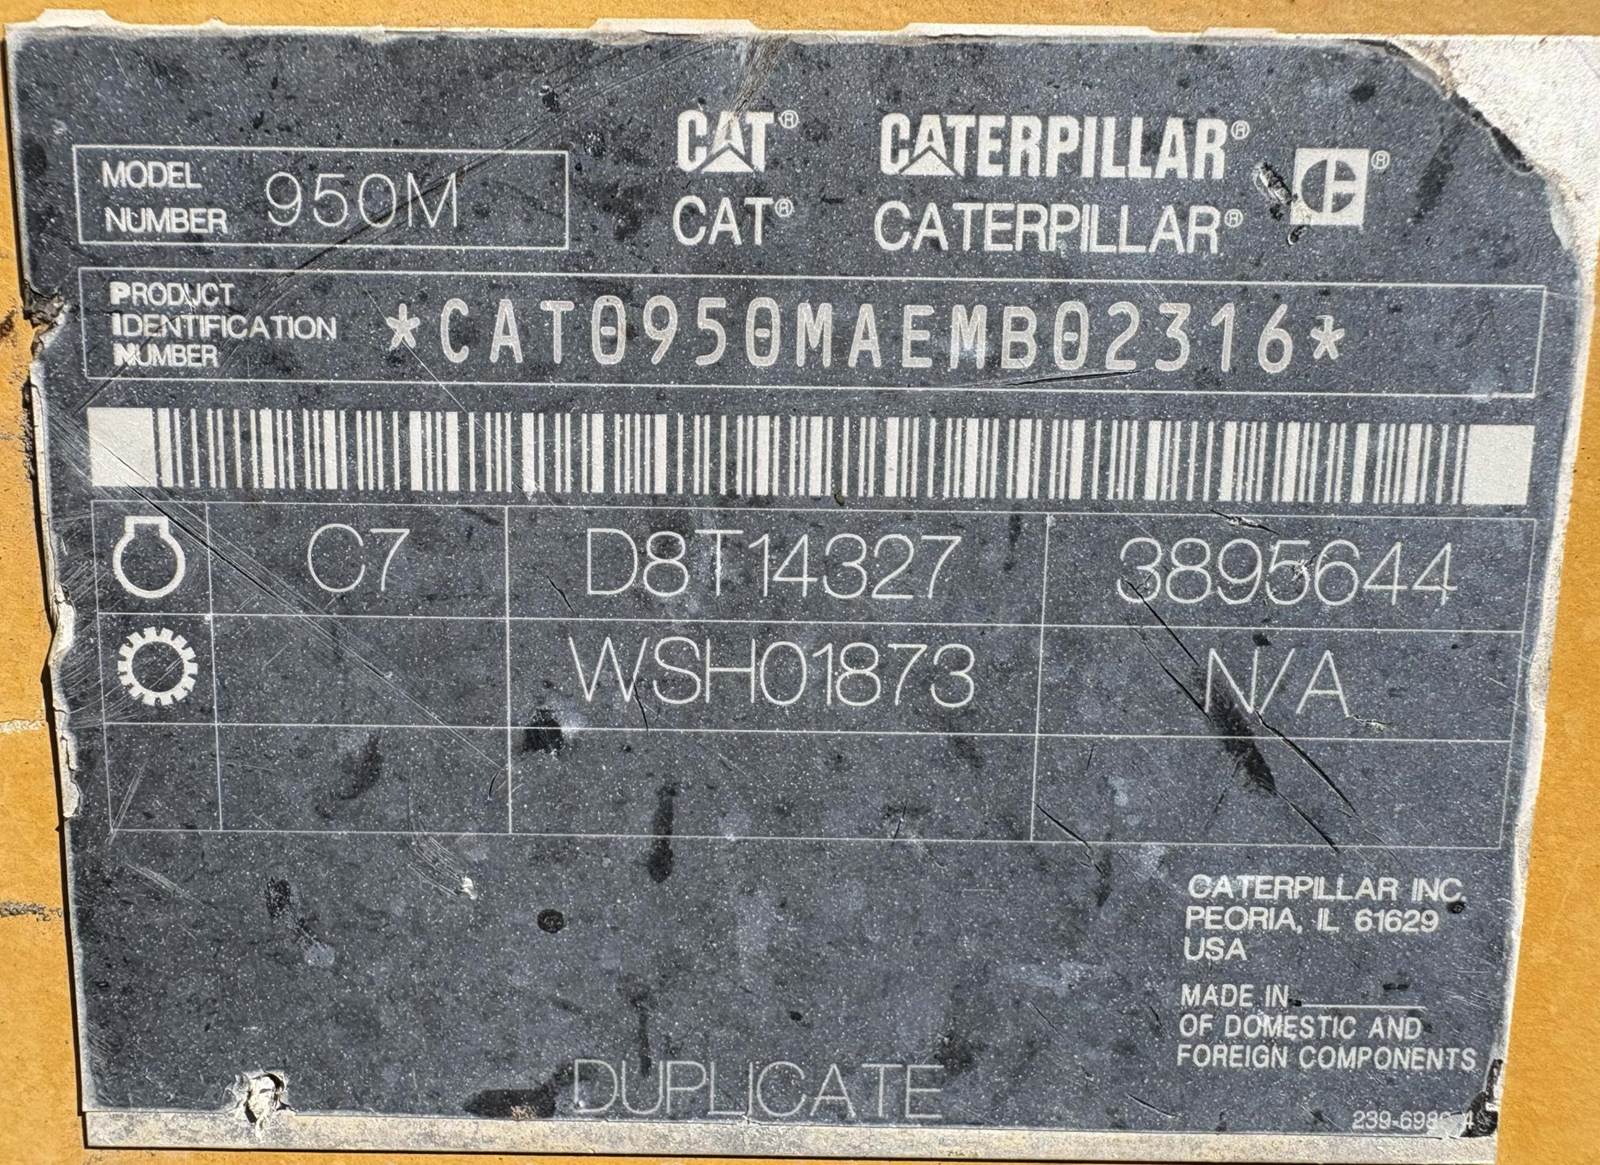 MODEL NUMBER 950M
CAT® CATERPILLAR®
CAT® CATERPILLAR®
PRODUCT
IDENTIFICATION
NUMBER
*CAT0950MAEMB02316*
C7 D8T14327 3895644
WSH01873 N/A
CATERPILLAR INC
PEORIA, IL 61629
USA
MADE IN
OF DOMESTIC AND
FOREIGN COMPONENTS
DUPLICATE